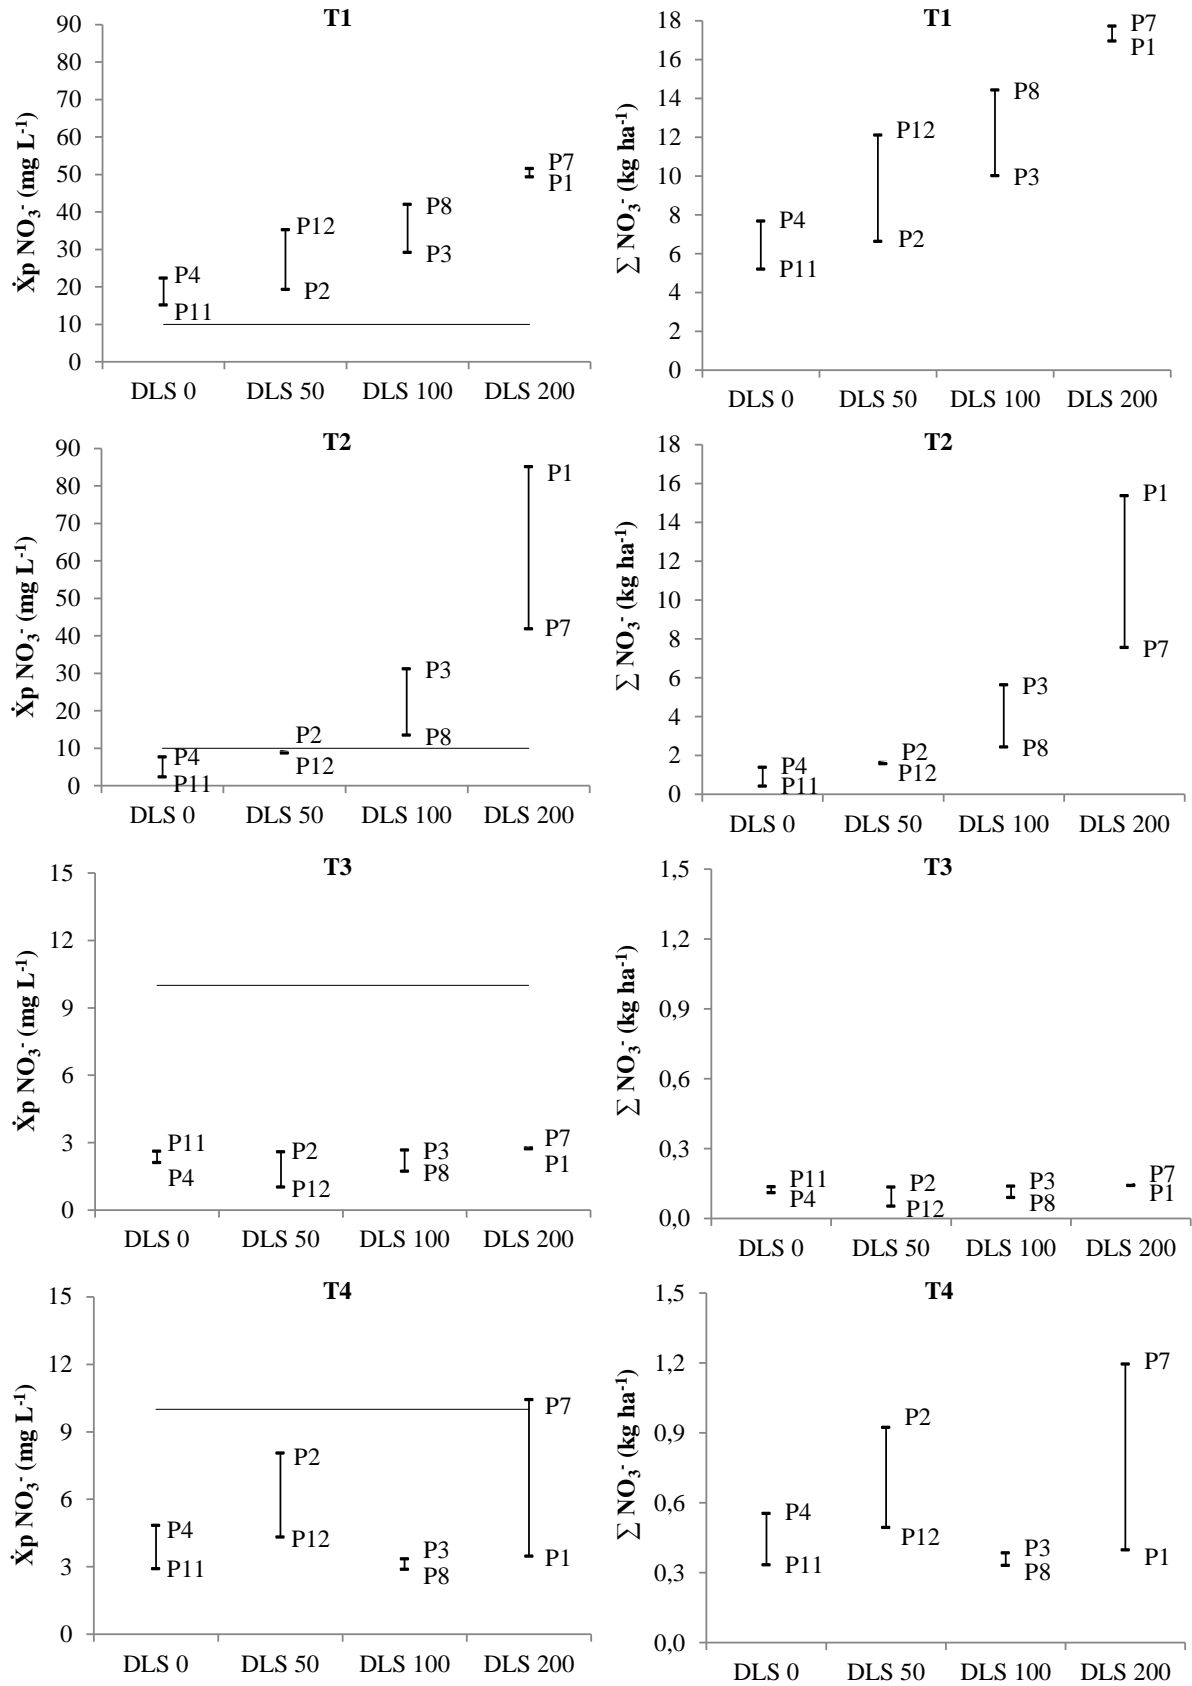 T1
Ẍp NO₃⁻ (mg L⁻¹)
90
80
70
60
50
40
30
20
10
0
P4
P11
P12
P2
P8
P3
P7
P1
DLS 0 DLS 50 DLS 100 DLS 200
T1
∑ NO₃⁻ (kg ha⁻¹)
18
16
14
12
10
8
6
4
2
0
P4
P11
P12
P2
P8
P3
P7
P1
DLS 0 DLS 50 DLS 100 DLS 200
T2
Ẍp NO₃⁻ (mg L⁻¹)
90
80
70
60
50
40
30
20
10
0
P4
P11
P2
P12
P3
P8
P1
P7
DLS 0 DLS 50 DLS 100 DLS 200
T2
∑ NO₃⁻ (kg ha⁻¹)
18
16
14
12
10
8
6
4
2
0
P4
P11
P2
P12
P3
P8
P1
P7
DLS 0 DLS 50 DLS 100 DLS 200
T3
Ẍp NO₃⁻ (mg L⁻¹)
15
12
9
6
3
0
P11
P4
P2
P12
P3
P8
P7
P1
DLS 0 DLS 50 DLS 100 DLS 200
T3
∑ NO₃⁻ (kg ha⁻¹)
1,5
1,2
0,9
0,6
0,3
0,0
P11
P4
P2
P12
P3
P8
P7
P1
DLS 0 DLS 50 DLS 100 DLS 200
T4
Ẍp NO₃⁻ (mg L⁻¹)
15
12
9
6
3
0
P4
P11
P2
P12
P3
P8
P7
P1
DLS 0 DLS 50 DLS 100 DLS 200
T4
∑ NO₃⁻ (kg ha⁻¹)
1,5
1,2
0,9
0,6
0,3
0,0
P4
P11
P2
P12
P3
P8
P7
P1
DLS 0 DLS 50 DLS 100 DLS 200